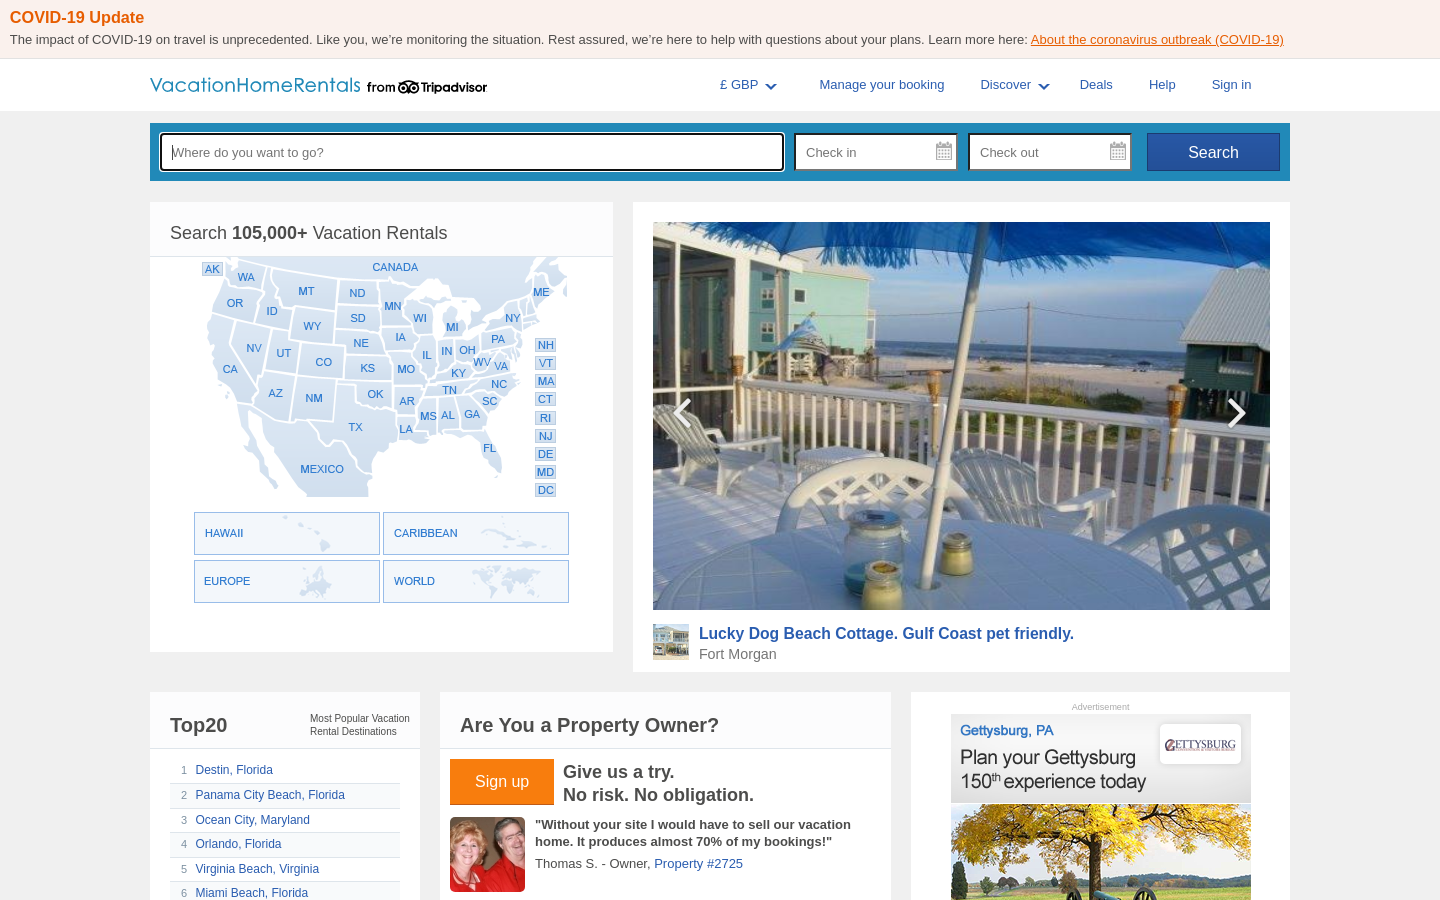 COVID-19 Update
The impact of COVID-19 on travel is unprecedented. Like you, we're monitoring the situation. Rest assured, we're here to help with questions about your plans. Learn more here: About the coronavirus outbreak (COVID-19)
VacationHomeRentals from Tripadvisor
£ GBP
Manage your booking
Discover
Deals
Help
Sign in
Where do you want to go?
Check in
Check out
Search
Search 105,000+ Vacation Rentals
AK
WA
CANADA
MT
ND
ME
OR
ID
MN
WY
SD
WI
MI
NY
NV
UT
NE
IA
PA
CO
IL
IN
OH
NH
CA
KS
MO
WV
VA
VT
KY
AZ
NM
OK
TN
NC
MA
AR
SC
CT
TX
MS
AL
GA
RI
LA
NJ
FL
DE
MEXICO
MD
DC
HAWAII
CARIBBEAN
EUROPE
WORLD
Lucky Dog Beach Cottage. Gulf Coast pet friendly.
Fort Morgan
Top20
Most Popular Vacation
Rental Destinations
1 Destin, Florida
2 Panama City Beach, Florida
3 Ocean City, Maryland
4 Orlando, Florida
5 Virginia Beach, Virginia
6 Miami Beach, Florida
Are You a Property Owner?
Sign up
Give us a try.
No risk. No obligation.
"Without your site I would have to sell our vacation
home. It produces almost 70% of my bookings!"
Thomas S. - Owner, Property #2725
Advertisement
Gettysburg, PA
GETTYSBURG
Plan your Gettysburg
150th experience today